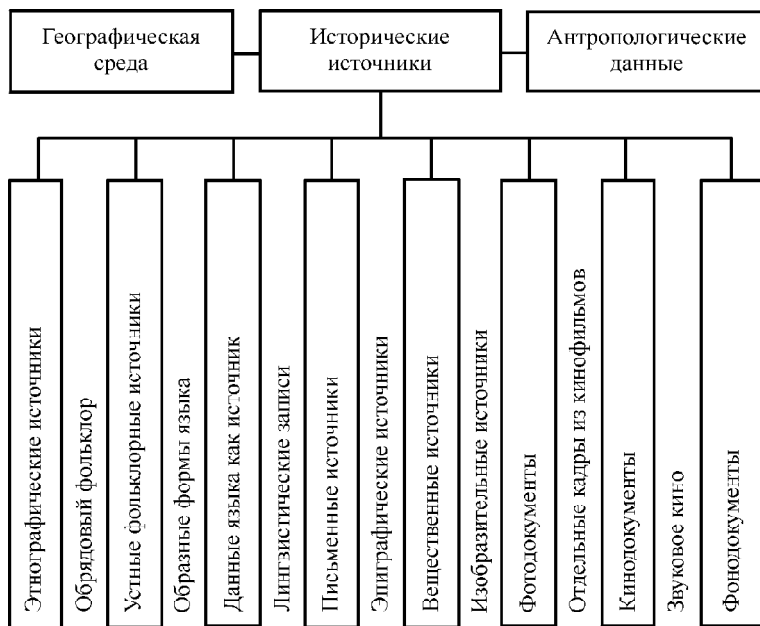 Географическая
среда
Исторические
источники
Антропологические
данные
Этнографические источники
Обрядовый фольклор
Устные фольклорные источники
Образные формы языка
Данные языка как источник
Лингзистические записи
Письменные источники
Эпиграфические источники
Вещественные источники
Изобразительные источники
Фотодокументы
Отдельные кадры из кинофильмов
Кинодокументы
Звуковое кино
Фонодокументы